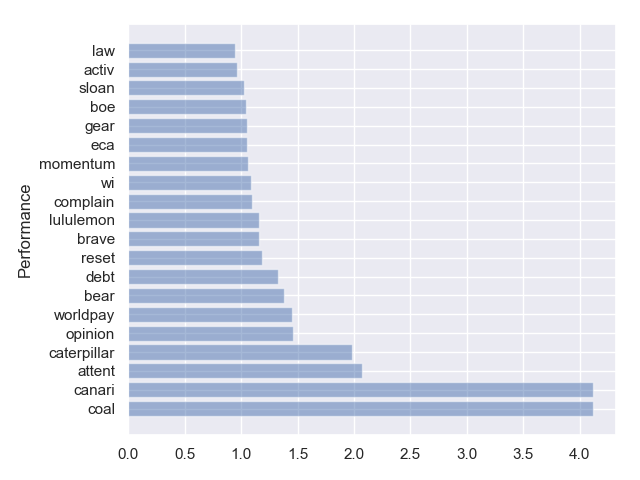 law
activ
sloan
boe
gear
eca
momentum
wi
complain
lululemon
brave
reset
debt
bear
worldpay
opinion
caterpillar
attent
canari
coal
Performance
0.0 0.5 1.0 1.5 2.0 2.5 3.0 3.5 4.0